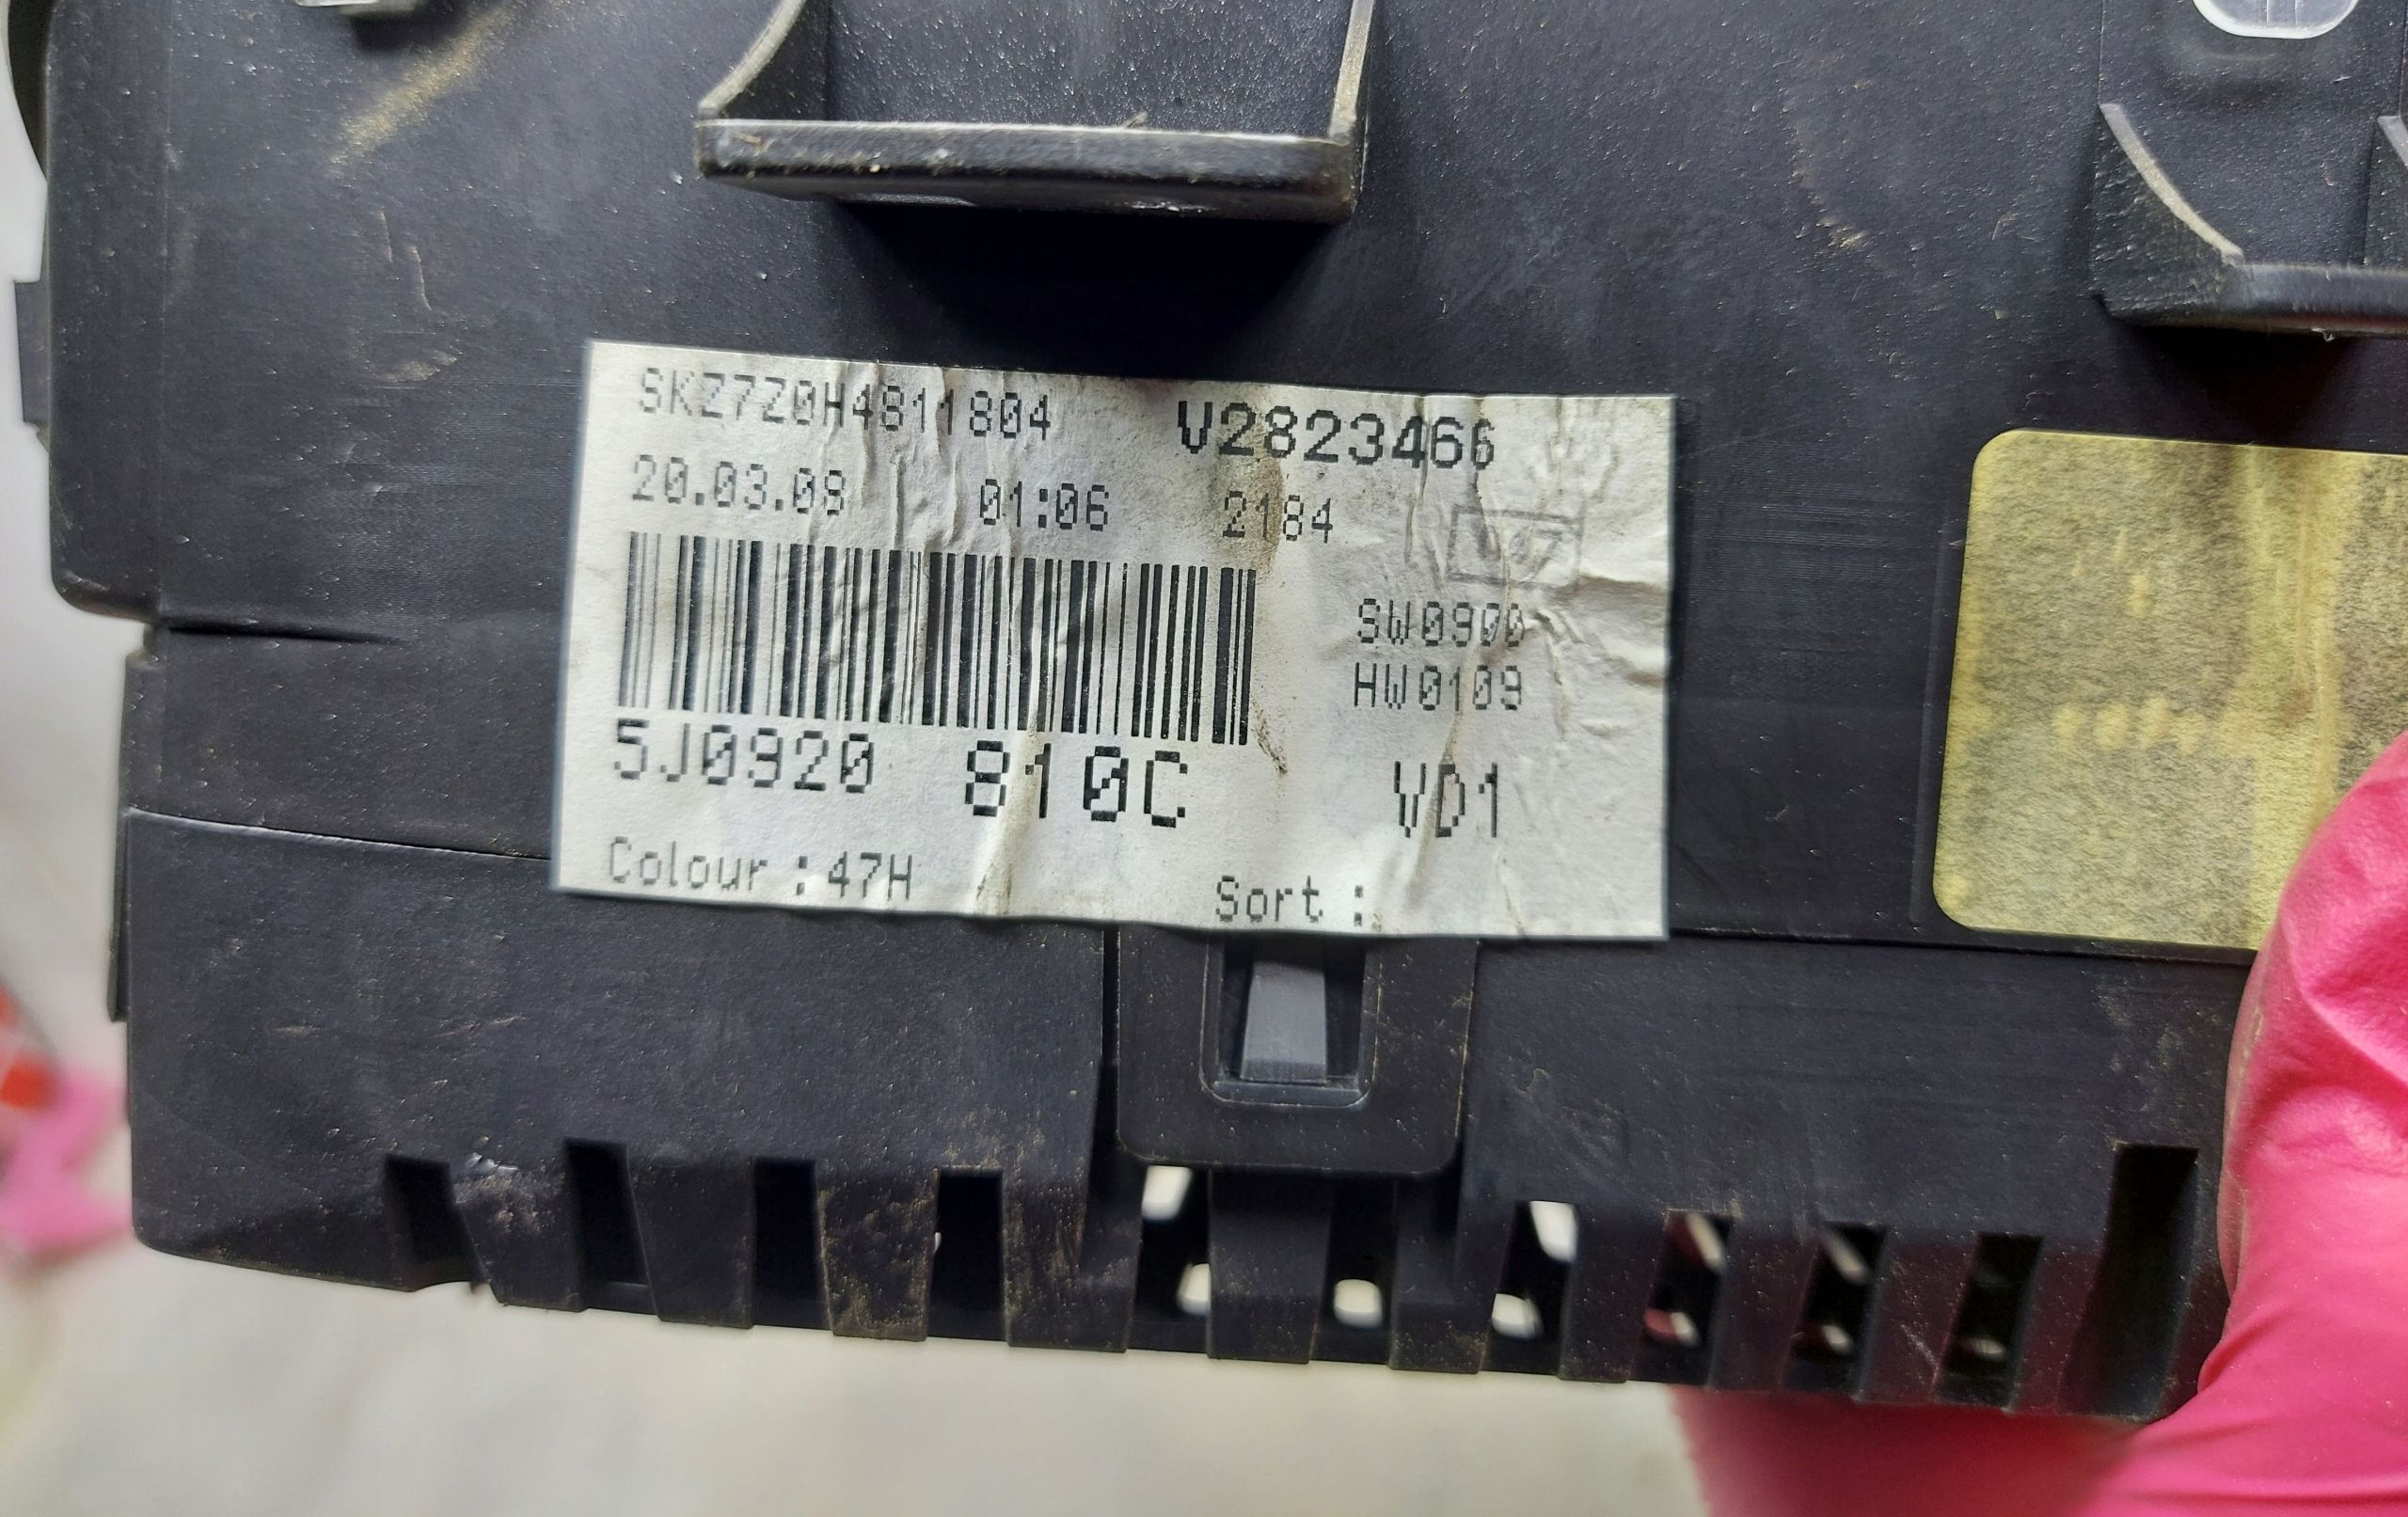 SKZ7Z0H4811804 V2823466
20.03.08 01:06 2184
SW0900
HW0109
5J0920 810C VD1
Colour :47H Sort :